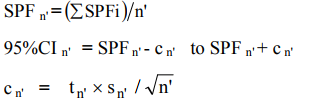 SPF n'=(∑SPFi)/n'
95%CI n' = SPF n'- c n' to SPF n'+ c n'
c n' = t n' × s n' / √n'